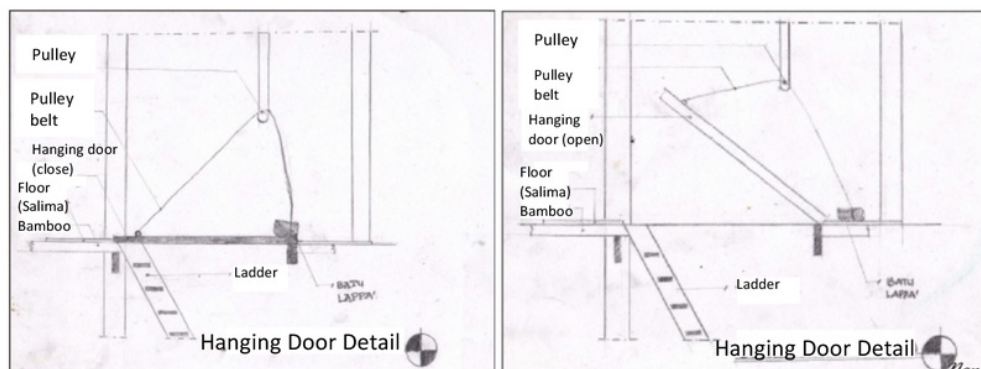 Pulley
Pulley
belt
Hanging door
(close)
Floor
(Salima)
Bamboo
Ladder
BATU
LAPPA'
Hanging Door Detail
Pulley
Pulley
belt
Hanging
door (open)
Floor
(Salima)
Bamboo
Ladder
BATU
LAPPA'
Hanging Door Detail